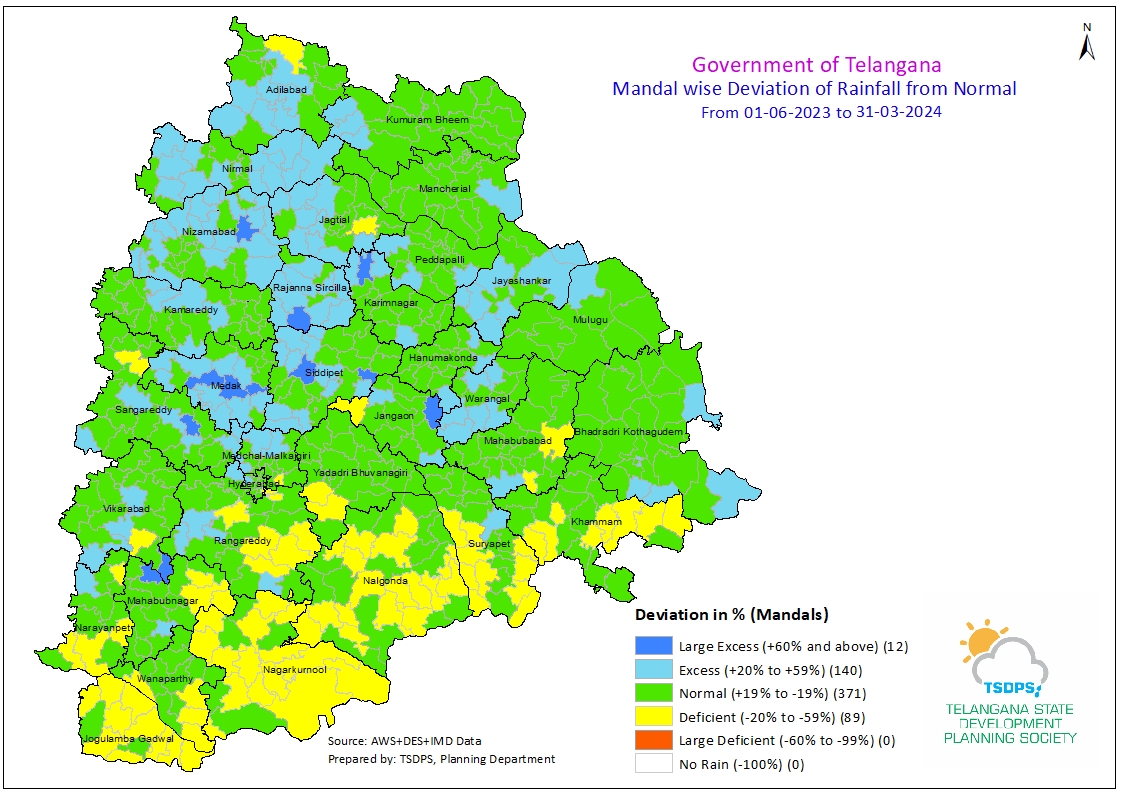 N
Government of Telangana
Mandal wise Deviation of Rainfall from Normal
From 01-06-2023 to 31-03-2024
Adilabad
Kumuram Bheem
Nirmal
Mancherial
Jagtial
Nizamabad
Peddapalli
Jayashankar
Rajanna Sircilla
Karimnagar
Kamareddy
Mulugu
Hanumakonda
Siddipet
Medak
Warangal
Sangareddy
Jangaon
Bhadradri Kothagudem
Mahabubabad
Medchal-Malkajgiri
Yadadri Bhuvanagiri
Hyderabad
Vikarabad
Khammam
Rangareddy
Suryapet
Nalgonda
Mahabubnagar
Narayanpet
Nagarkurnool
Wanaparthy
Jogulamba Gadwal
Deviation in % (Mandals)
Large Excess (+60% and above) (12)
Excess (+20% to +59%) (140)
Normal (+19% to -19%) (371)
Deficient (-20% to -59%) (89)
Large Deficient (-60% to -99%) (0)
No Rain (-100%) (0)
Source: AWS+DES+IMD Data
Prepared by: TSDPS, Planning Department
TSDPS
TELANGANA STATE
DEVELOPMENT
PLANNING SOCIETY